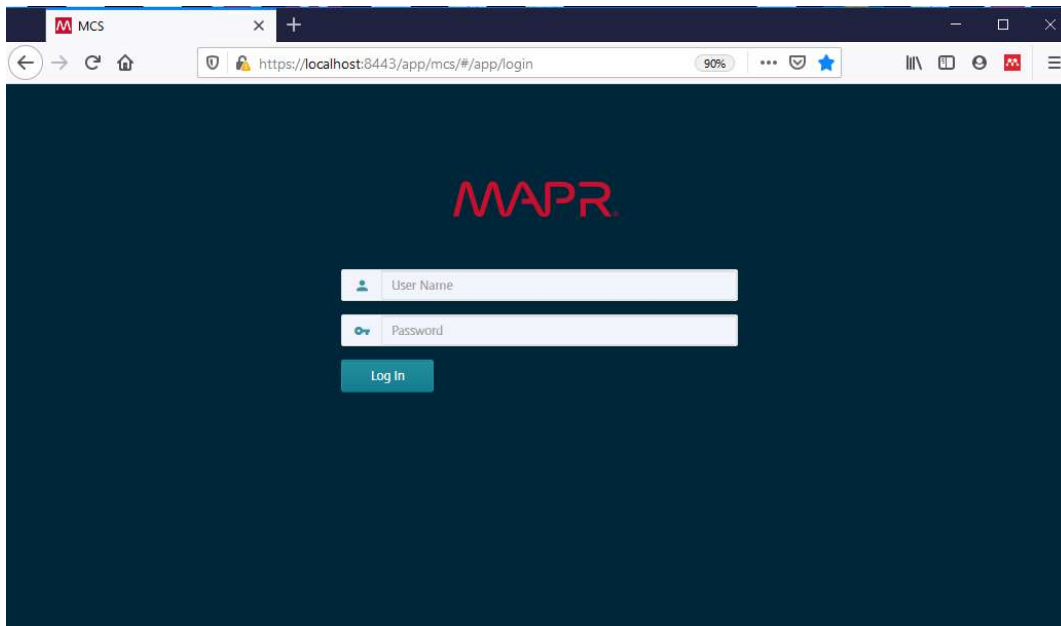 MCS
https://localhost:8443/app/mcs/#/app/login
90%
MAPR
User Name
Password
Log In